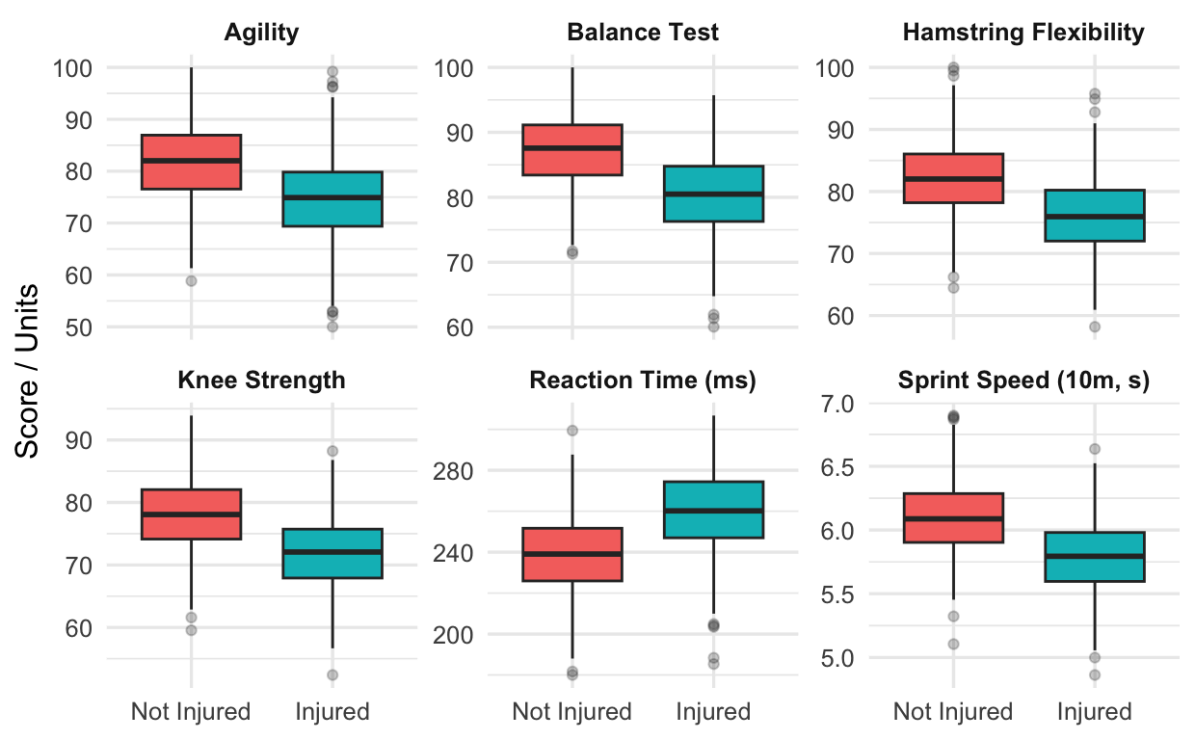 Agility
Balance Test
Hamstring Flexibility
100
90
80
70
60
50
100
90
80
70
60
100
90
80
70
60
Score / Units
Knee Strength
Reaction Time (ms)
Sprint Speed (10m, s)
90
80
70
60
280
240
200
7.0
6.5
6.0
5.5
5.0
Not Injured
Injured
Not Injured
Injured
Not Injured
Injured